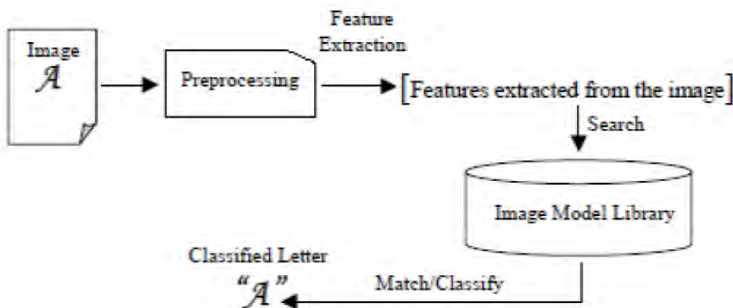 Image
A
Preprocessing
Feature
Extraction
[Features extracted from the image]
Search
Image Model Library
Match/Classify
Classified Letter
“A”